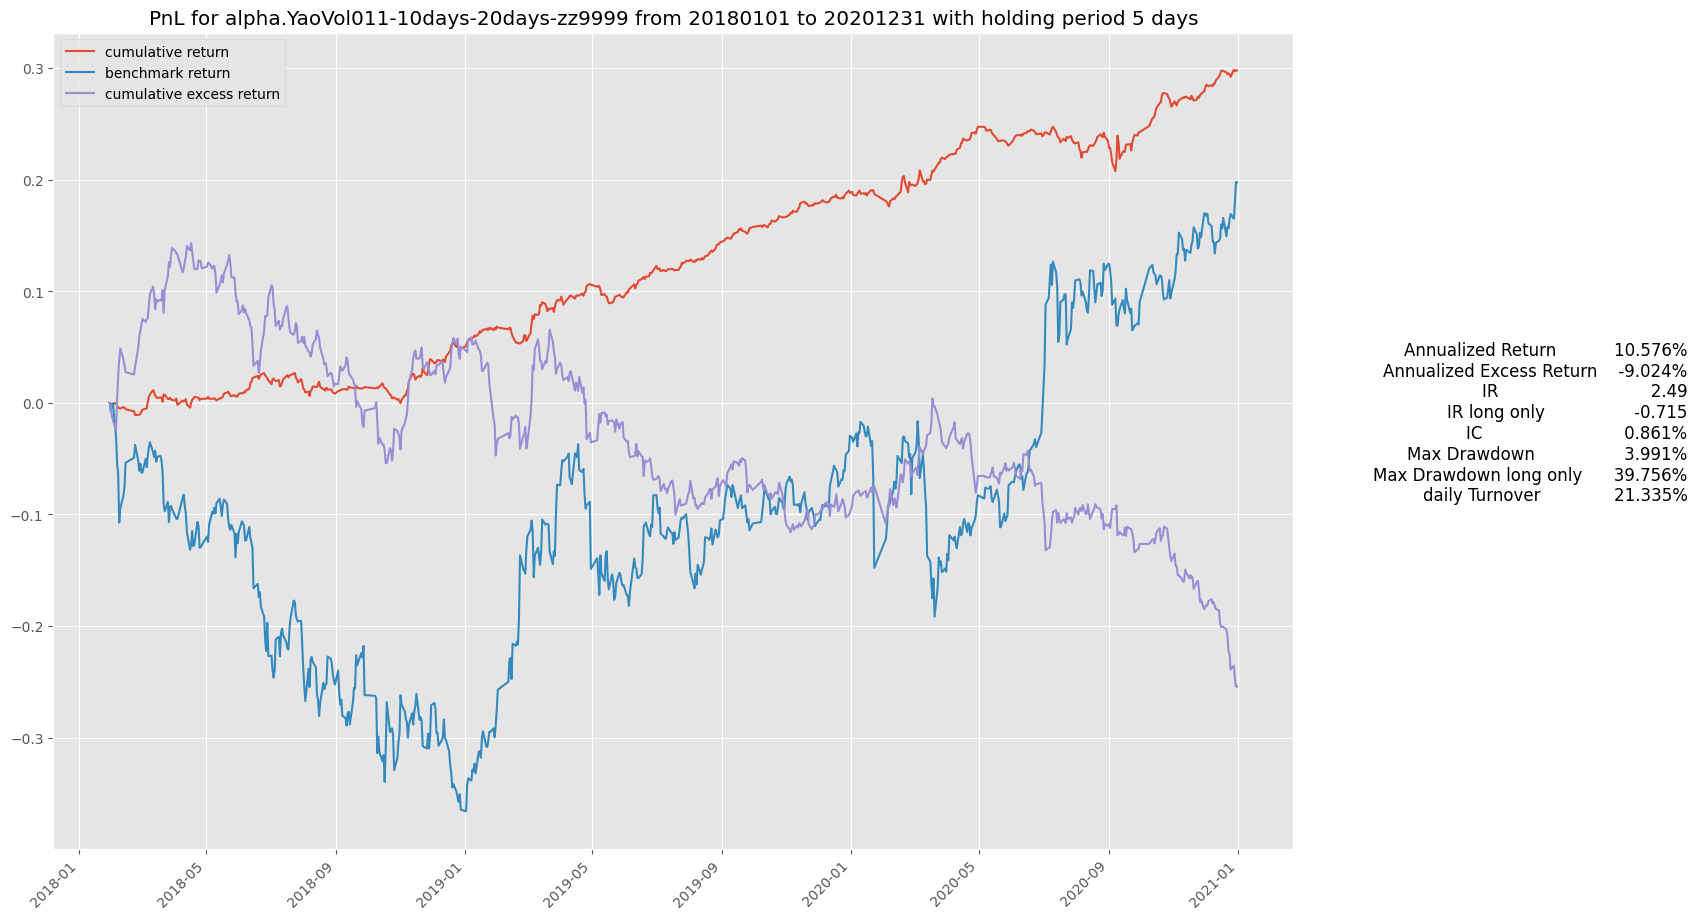 PnL for alpha.YaoVol011-10days-20days-zz9999 from 20180101 to 20201231 with holding period 5 days
cumulative return
benchmark return
cumulative excess return
0.3
0.2
0.1
0.0
−0.1
−0.2
−0.3
2018-01
2018-05
2018-09
2019-01
2019-05
2019-09
2020-01
2020-05
2020-09
2021-01
Annualized Return 10.576%
Annualized Excess Return -9.024%
IR 2.49
IR long only -0.715
IC 0.861%
Max Drawdown 3.991%
Max Drawdown long only 39.756%
daily Turnover 21.335%